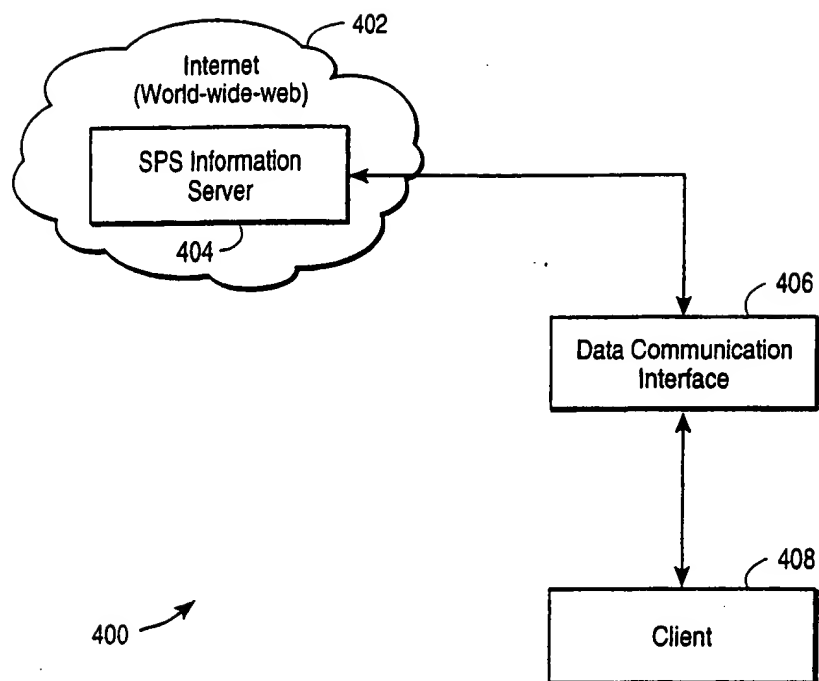 402
Internet
(World-wide-web)
SPS Information
Server
404
406
Data Communication
Interface
408
Client
400